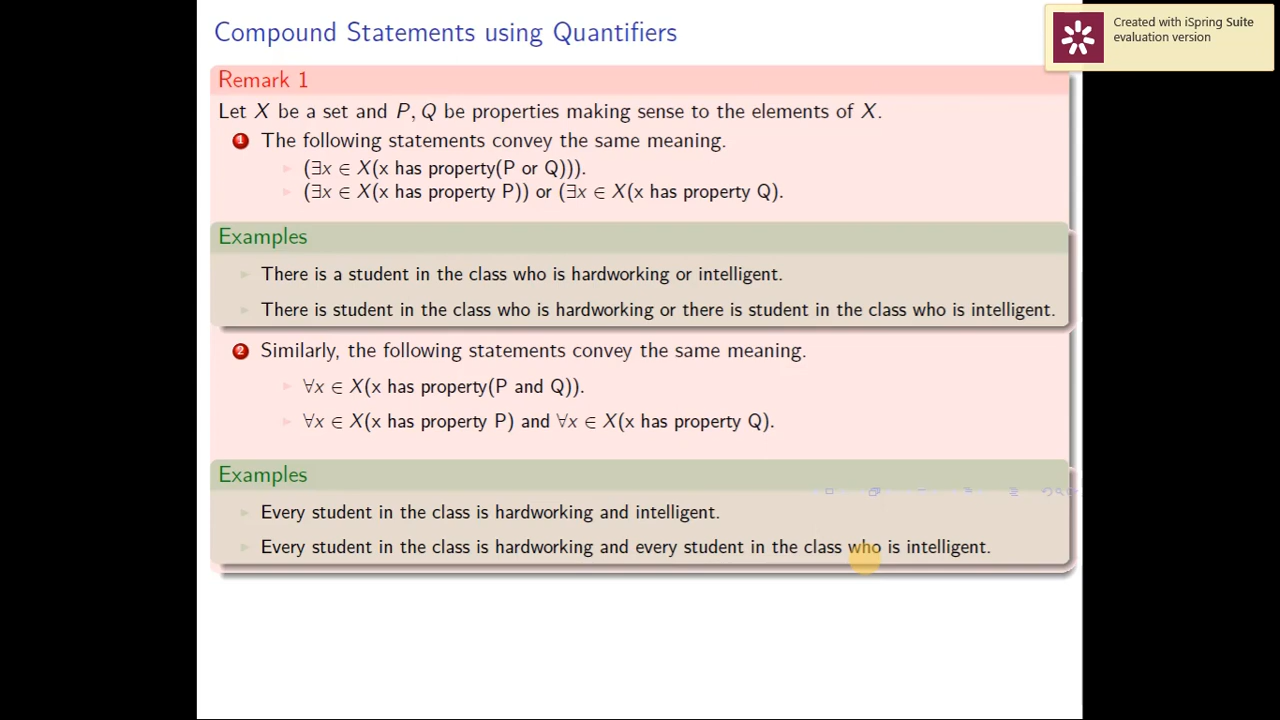 Compound Statements using Quantifiers
Created with iSpring Suite
evaluation version
Remark 1
Let X be a set and P, Q be properties making sense to the elements of X.
1 The following statements convey the same meaning.
(∃x ∈ X(x has property(P or Q))).
(∃x ∈ X(x has property P)) or (∃x ∈ X(x has property Q).
Examples
There is a student in the class who is hardworking or intelligent.
There is student in the class who is hardworking or there is student in the class who is intelligent.
2 Similarly, the following statements convey the same meaning.
∀x ∈ X(x has property(P and Q)).
∀x ∈ X(x has property P) and ∀x ∈ X(x has property Q).
Examples
Every student in the class is hardworking and intelligent.
Every student in the class is hardworking and every student in the class who is intelligent.